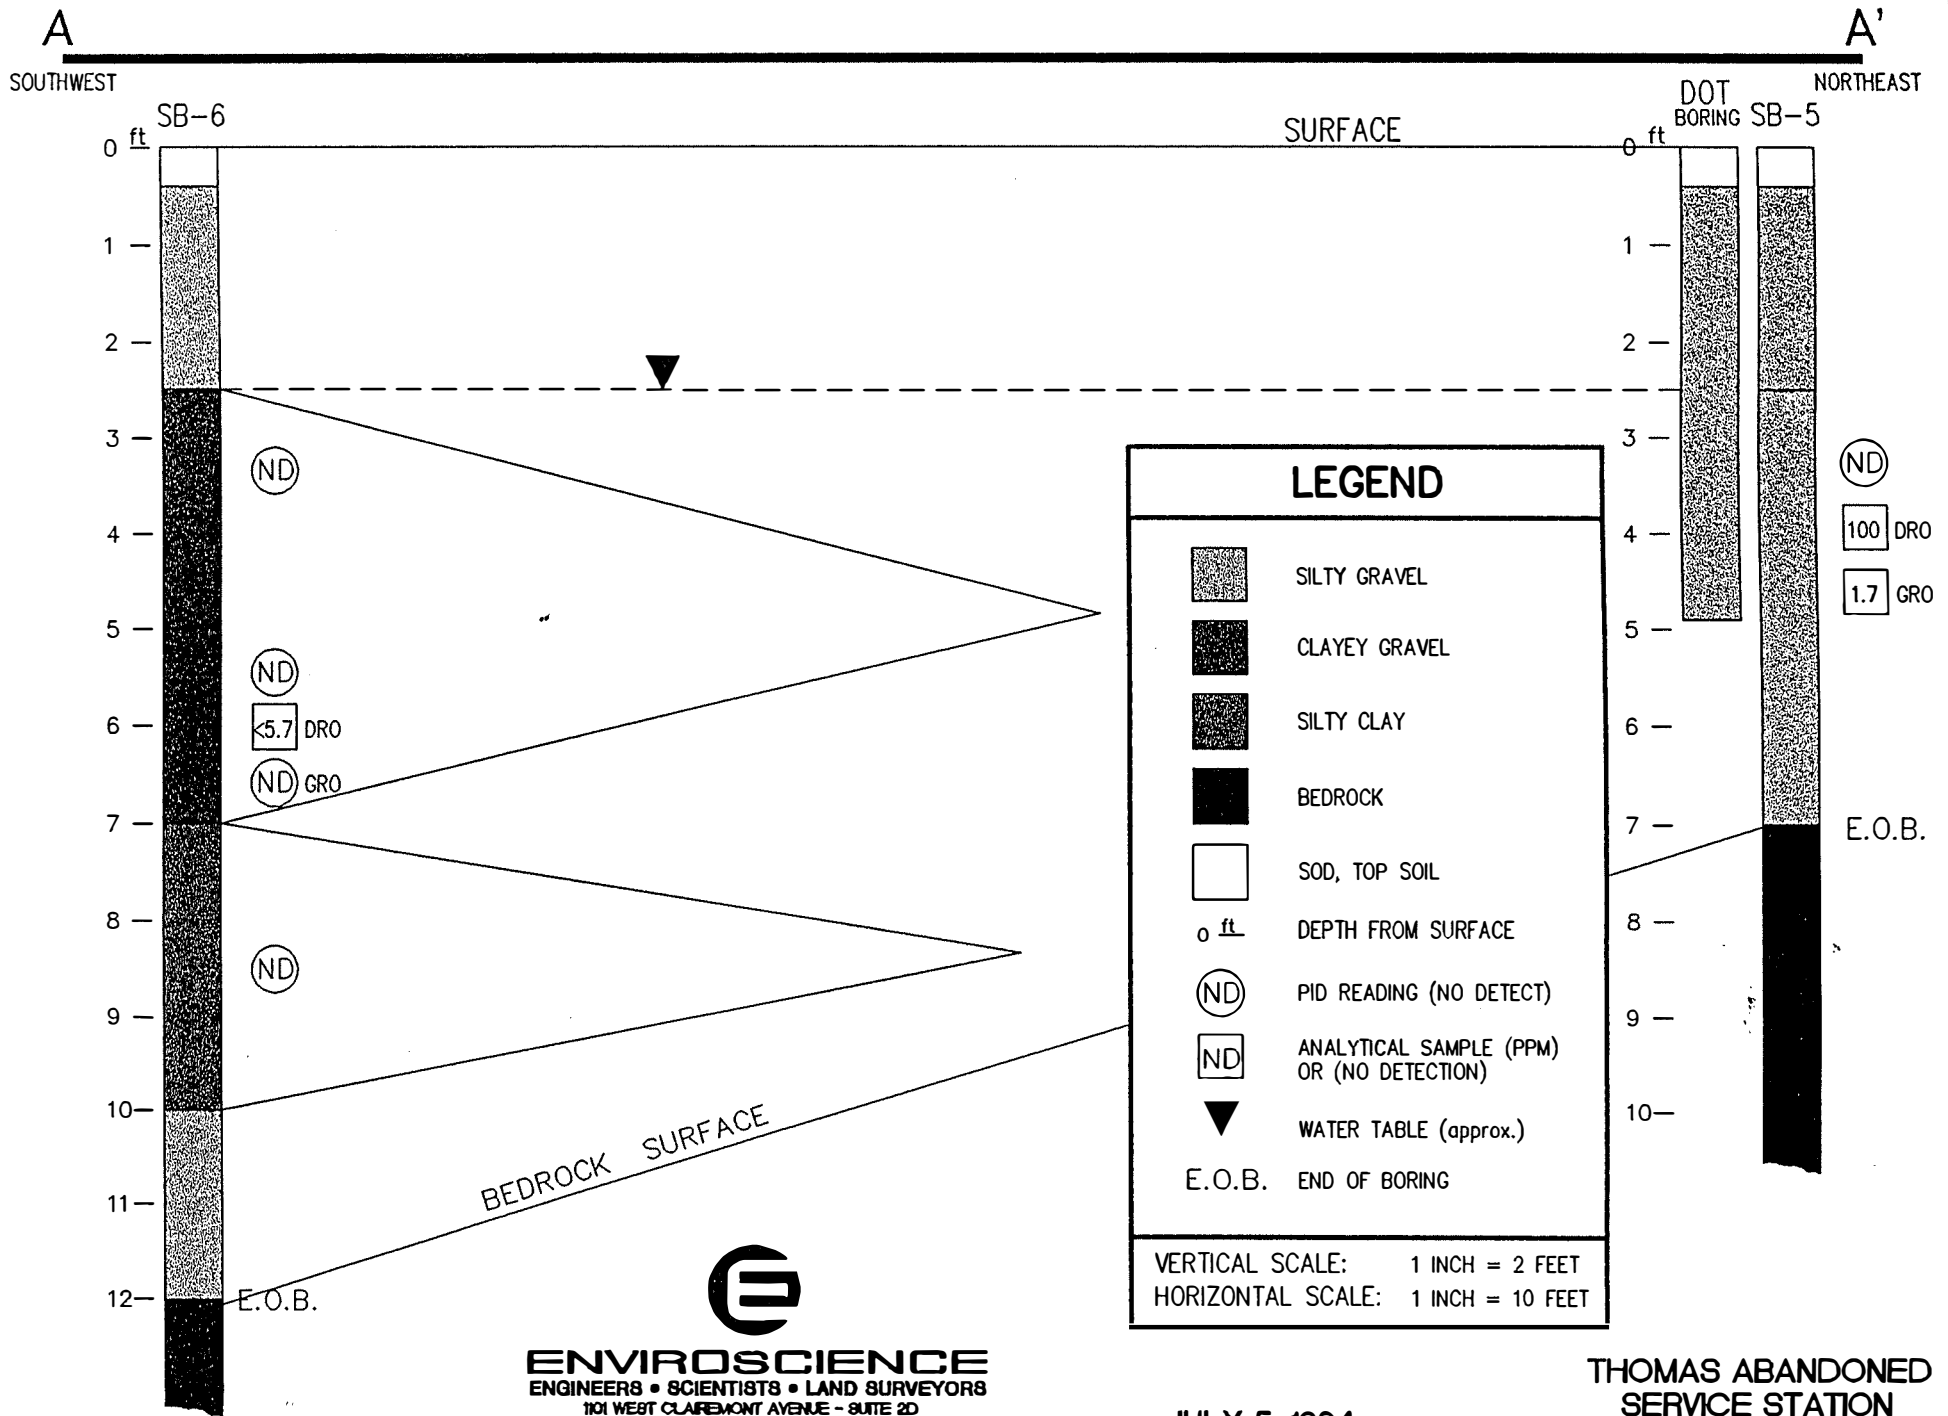 A
A'
SOUTHWEST
NORTHEAST
SB-6
DOT
BORING
SB-5
SURFACE
0 ft
1
2
3
4
5
6
7
8
9
10
11
12
ND
ND
<5.7 DRO
ND GRO
ND
E.O.B.
BEDROCK SURFACE
0 ft
1
2
3
4
5
6
7
8
9
10
ND
100 DRO
1.7 GRO
E.O.B.
LEGEND
SILTY GRAVEL
CLAYEY GRAVEL
SILTY CLAY
BEDROCK
SOD, TOP SOIL
0 ft DEPTH FROM SURFACE
ND PID READING (NO DETECT)
ND ANALYTICAL SAMPLE (PPM)
OR (NO DETECTION)
WATER TABLE (approx.)
E.O.B. END OF BORING
VERTICAL SCALE: 1 INCH = 2 FEET
HORIZONTAL SCALE: 1 INCH = 10 FEET
ENVIROSCIENCE
ENGINEERS • SCIENTISTS • LAND SURVEYORS
1101 WEST CLAIREMONT AVENUE - SUITE 2D
JULY 5, 1994
THOMAS ABANDONED
SERVICE STATION